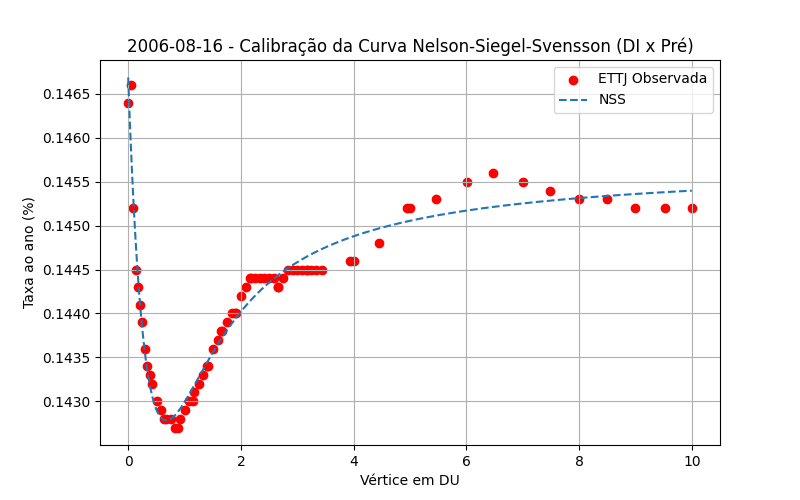 2006-08-16 - Calibração da Curva Nelson-Siegel-Svensson (DI x Pré)
ETTJ Observada
NSS
Taxa ao ano (%)
0.1465
0.1460
0.1455
0.1450
0.1445
0.1440
0.1435
0.1430
0
2
4
6
8
10
Vértice em DU